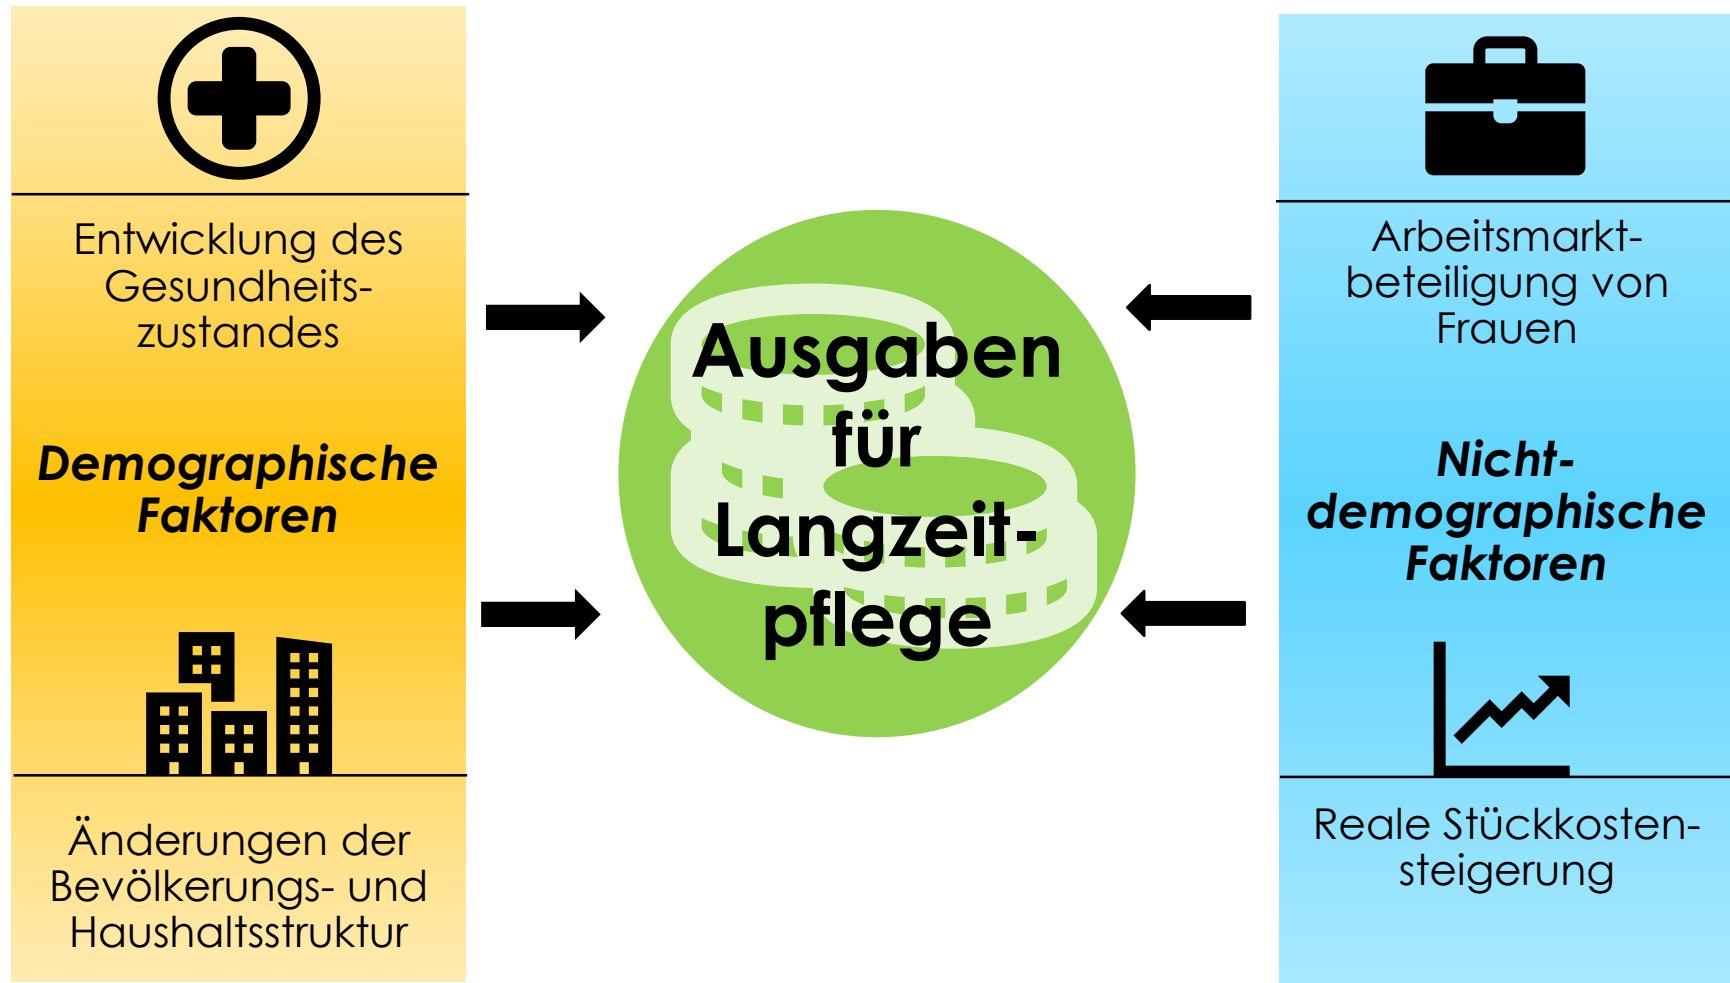 Entwicklung des
Gesundheits-
zustandes
Demographische
Faktoren
Änderungen der
Bevölkerungs- und
Haushaltsstruktur
Ausgaben
für
Langzeit-
pflege
Arbeitsmarkt-
beteiligung von
Frauen
Nicht-
demographische
Faktoren
Reale Stückkosten-
steigerung